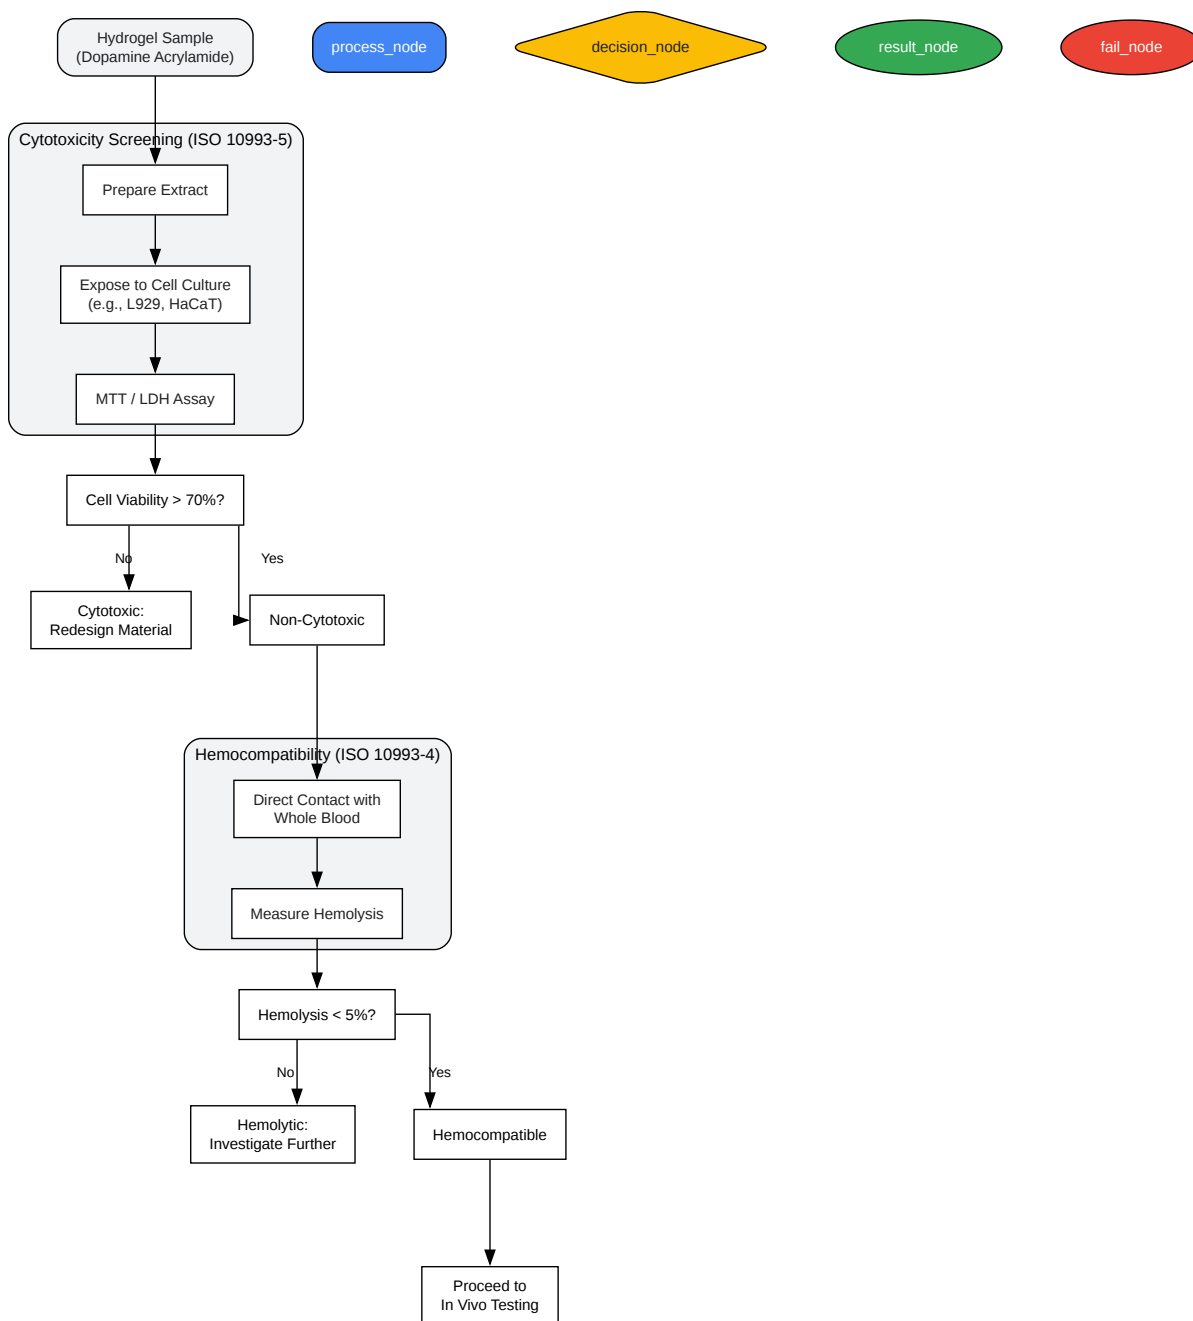 Hydrogel Sample
(Dopamine Acrylamide)
process_node
decision_node
result_node
fail_node
Cytotoxicity Screening (ISO 10993-5)
Prepare Extract
Expose to Cell Culture
(e.g., L929, HaCaT)
MTT / LDH Assay
Cell Viability > 70%?
No
Yes
Cytotoxic:
Redesign Material
Non-Cytotoxic
Hemocompatibility (ISO 10993-4)
Direct Contact with
Whole Blood
Measure Hemolysis
Hemolysis < 5%?
No
Yes
Hemolytic:
Investigate Further
Hemocompatible
Proceed to
In Vivo Testing